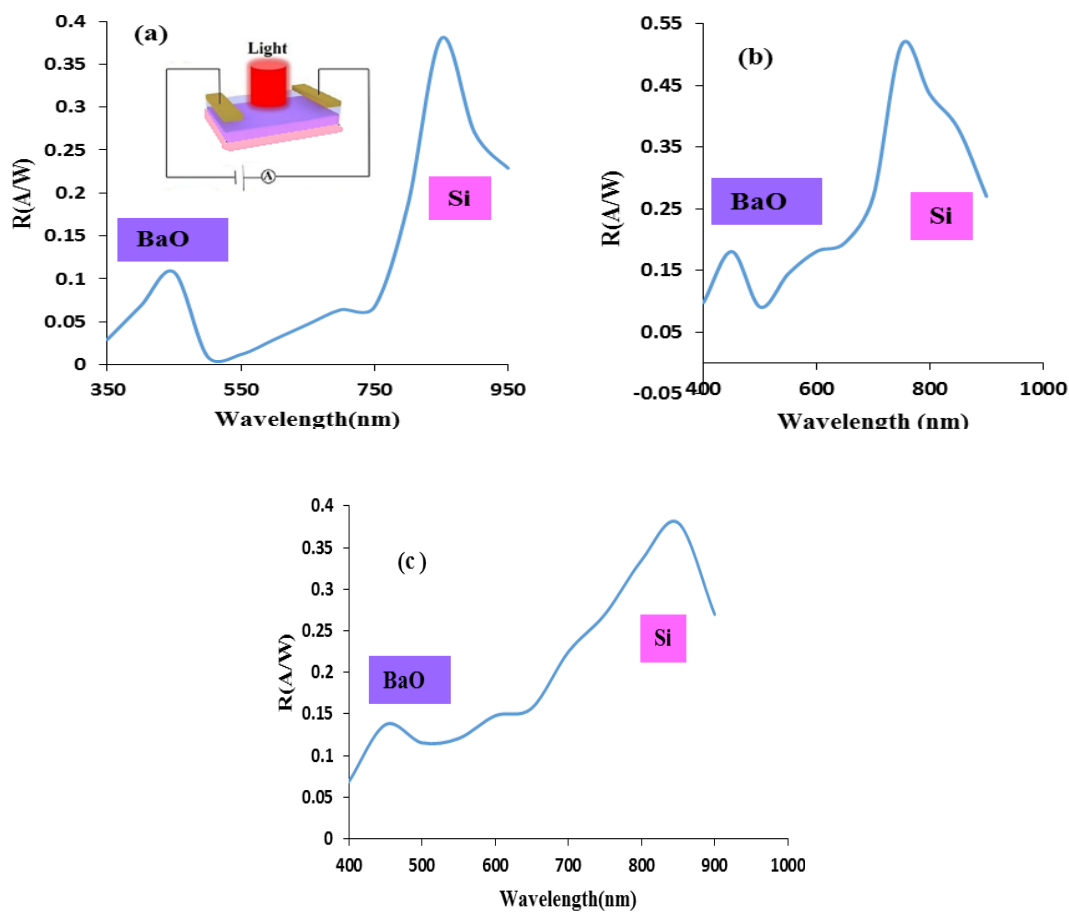 (a)
Light
A
BaO
Si
R(A/W)
0.4
0.35
0.3
0.25
0.2
0.15
0.1
0.05
0
350 550 750 950
Wavelength(nm)
(b)
BaO
Si
R(A/W)
0.55
0.45
0.35
0.25
0.15
0.05
-0.05
400 600 800 1000
Wavelength (nm)
(c )
BaO
Si
R(A/W)
0.4
0.35
0.3
0.25
0.2
0.15
0.1
0.05
0
400 500 600 700 800 900 1000
Wavelength(nm)